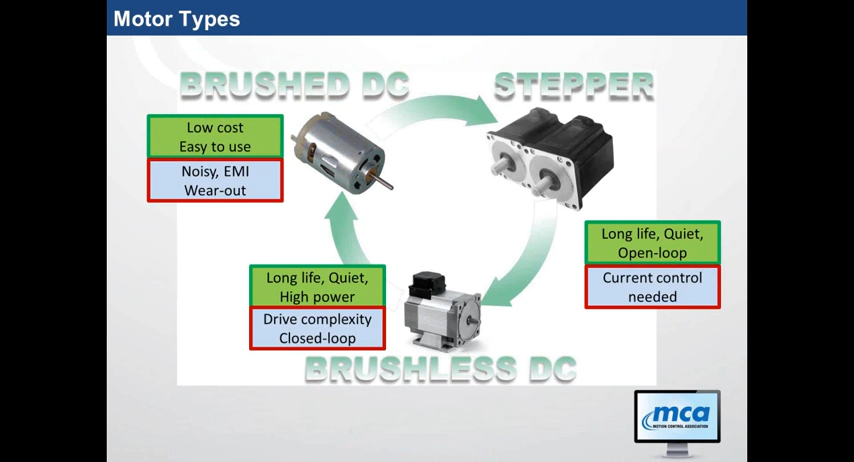 Motor Types
BRUSHED DC
STEPPER
Low cost
Easy to use
Noisy, EMI
Wear-out
Long life, Quiet,
Open-loop
Current control
needed
Long life, Quiet,
High power
Drive complexity
Closed-loop
BRUSHLESS DC
mca
MOTION CONTROL ASSOCIATION